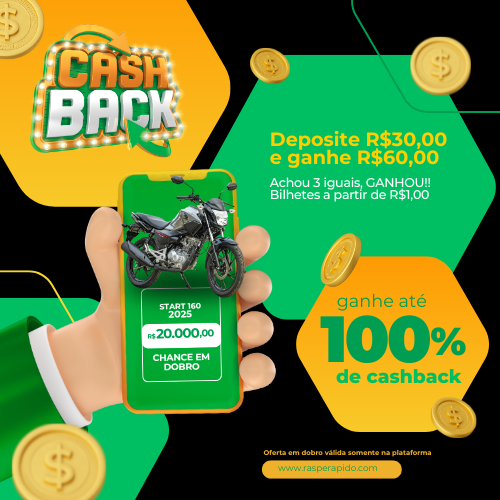 CASH
BACK
Deposite R$30,00
e ganhe R$60,00
Achou 3 iguais, GANHOU!!
Bilhetes a partir de R$1,00
START 160
2025
R$20.000,00
CHANCE EM
DOBRO
ganhe até
100%
de cashback
Oferta em dobro válida somente na plataforma
www.rasperapido.com